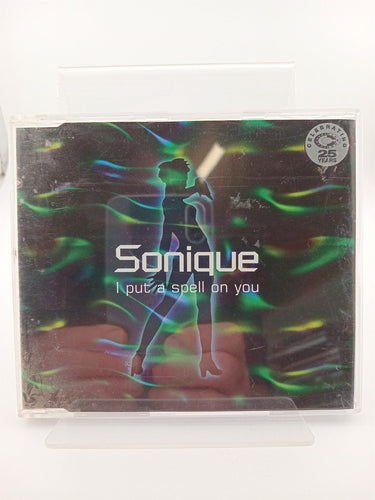 CELEBRATING
25
YEARS
Sonique
I put a spell on you